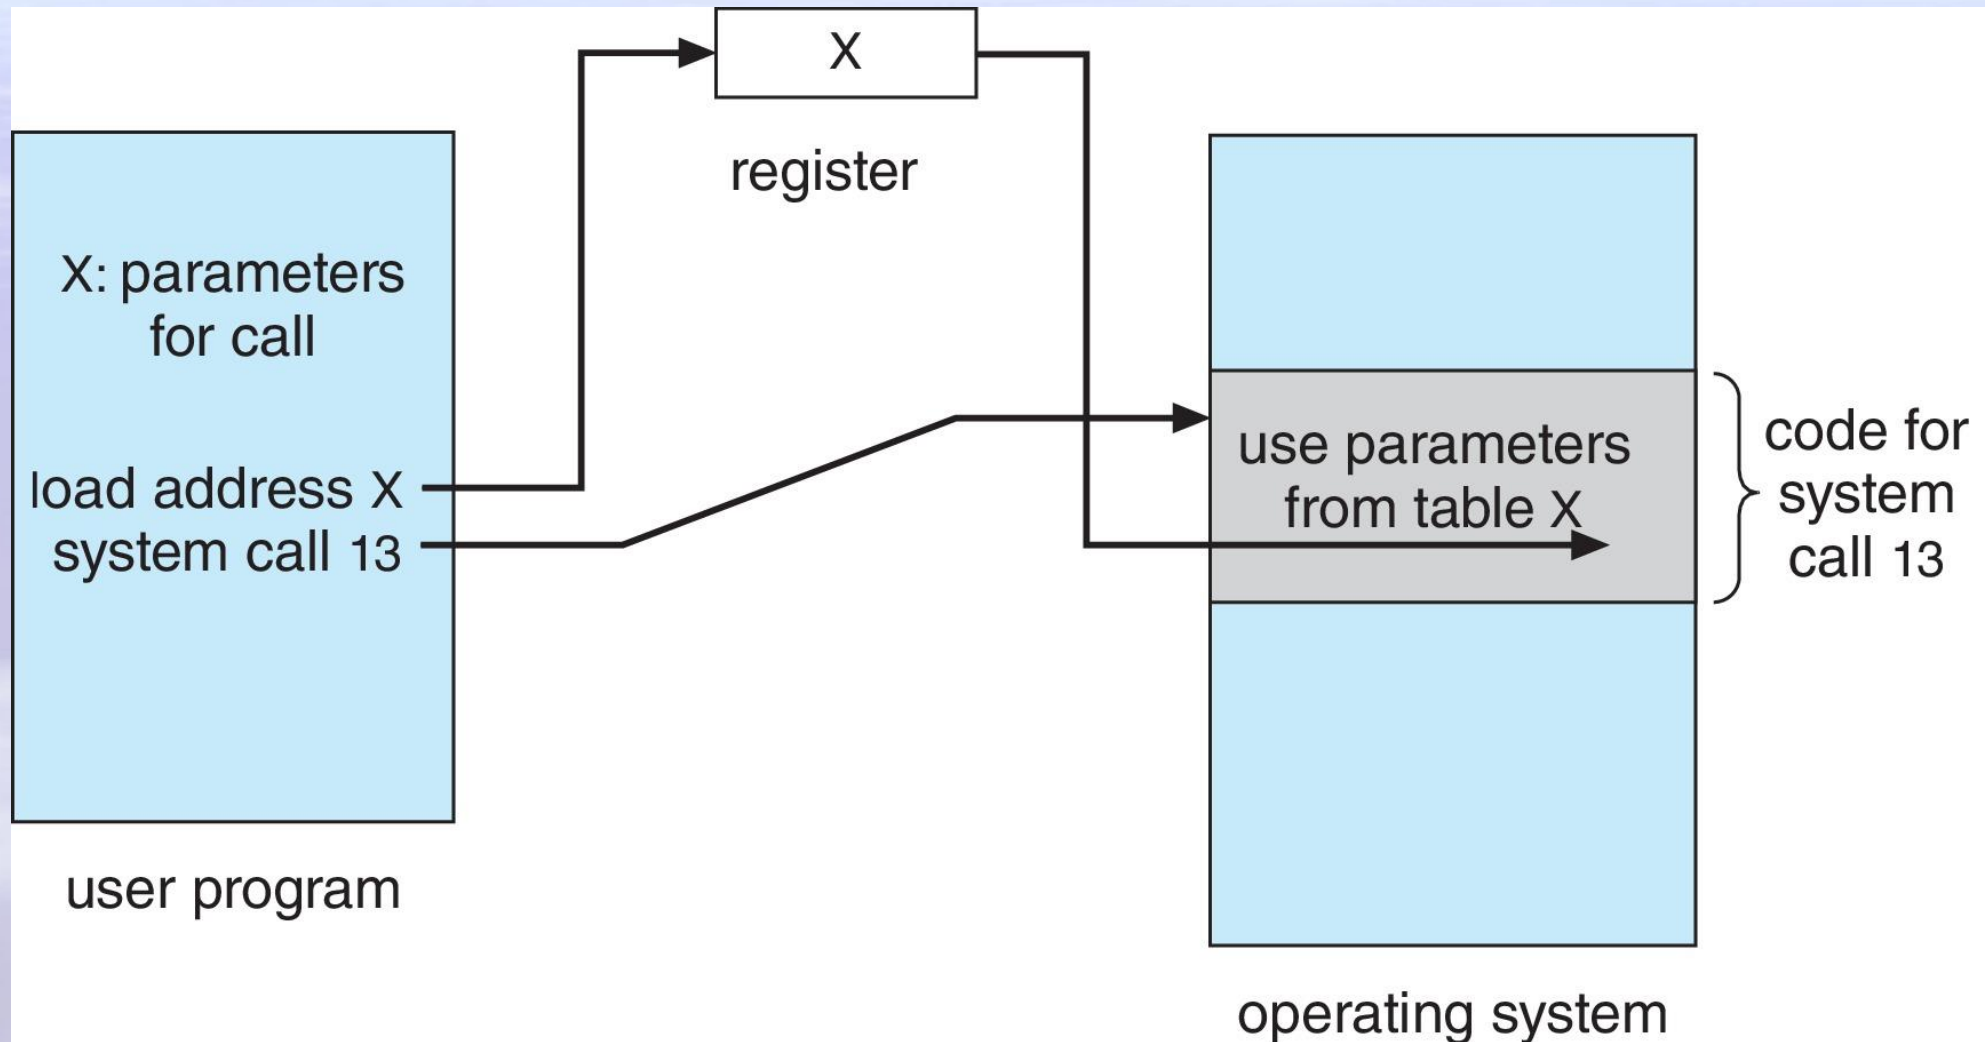 X
register
X: parameters
for call
load address X
system call 13
user program
use parameters
from table X
code for
system
call 13
operating system